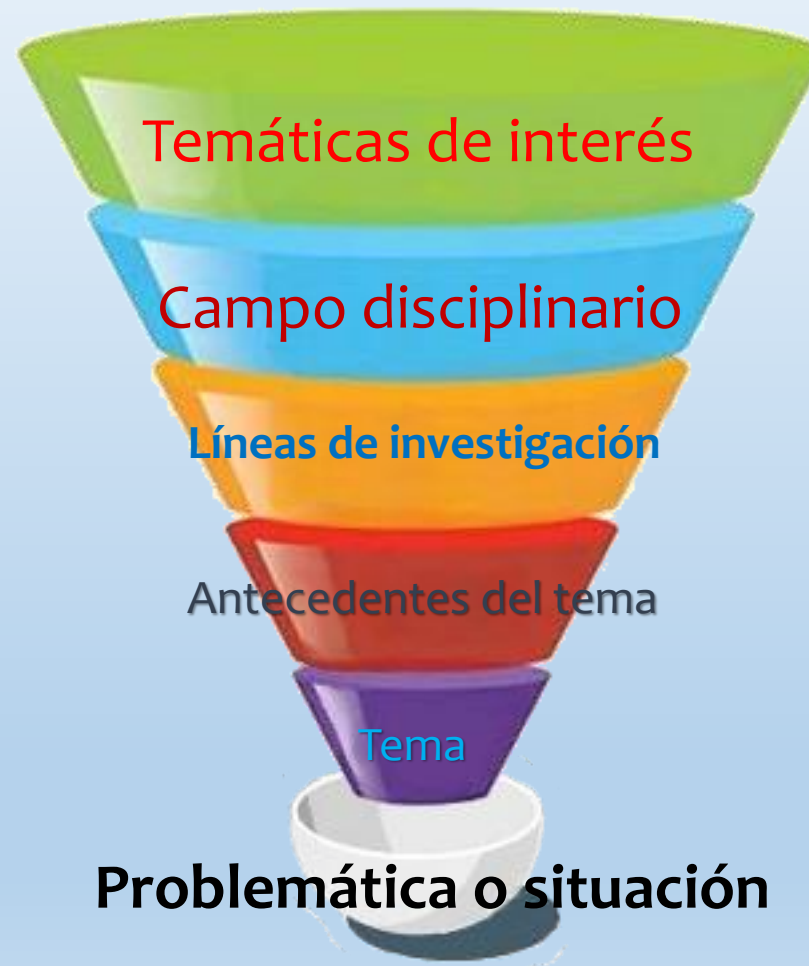 Temáticas de interés
Campo disciplinario
Líneas de investigación
Antecedentes del tema
Tema
Problemática o situación